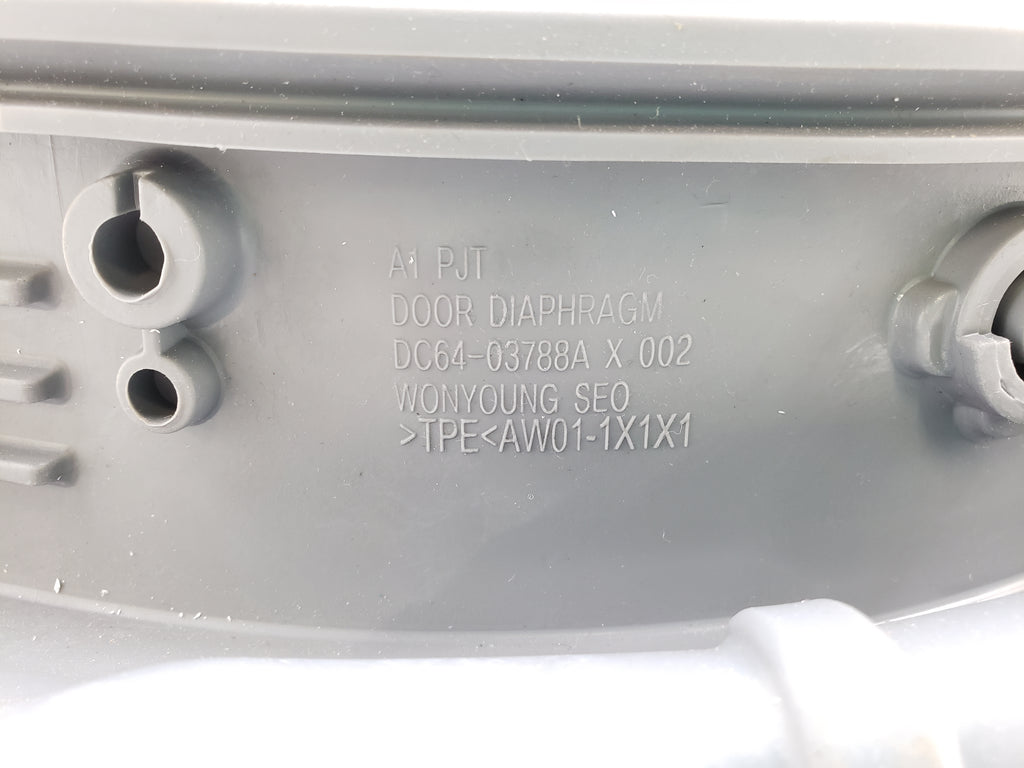 A1 PJT
DOOR DIAPHRAGM
DC64-03788A X 002
WONYOUNG SEO
>TPE<AW01-1X1X1